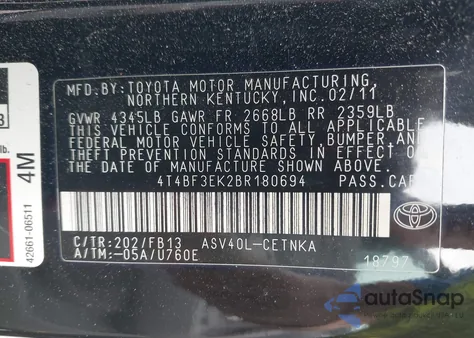 MFD.BY: TOYOTA MOTOR MANUFACTURING,
NORTHERN KENTUCKY, INC. 02/11
GVWR 4345LB GAWR FR 2668LB RR 2359LB
THIS VEHICLE CONFORMS TO ALL APPLICABLE
FEDERAL MOTOR VEHICLE SAFETY, BUMPER, AND
THEFT PREVENTION STANDARDS IN EFFECT ON
THE DATE OF MANUFACTURE SHOWN ABOVE.
4T4BF3EK2BR180694 PASS.CAR
C/TR:202/FB13 ASV40L-CETNKA
A/TM:-05A/U760E
18797
lb.
4M
42661-06511
autoSnap